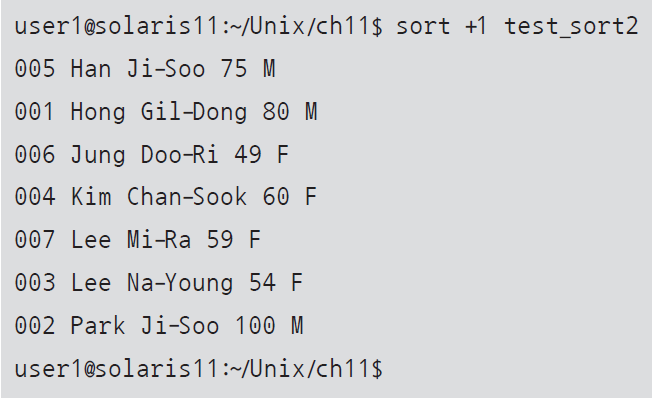 user1@solaris11:~/Unix/ch11$ sort +1 test_sort2
005 Han Ji-Soo 75 M
001 Hong Gil-Dong 80 M
006 Jung Doo-Ri 49 F
004 Kim Chan-Sook 60 F
007 Lee Mi-Ra 59 F
003 Lee Na-Young 54 F
002 Park Ji-Soo 100 M
user1@solaris11:~/Unix/ch11$